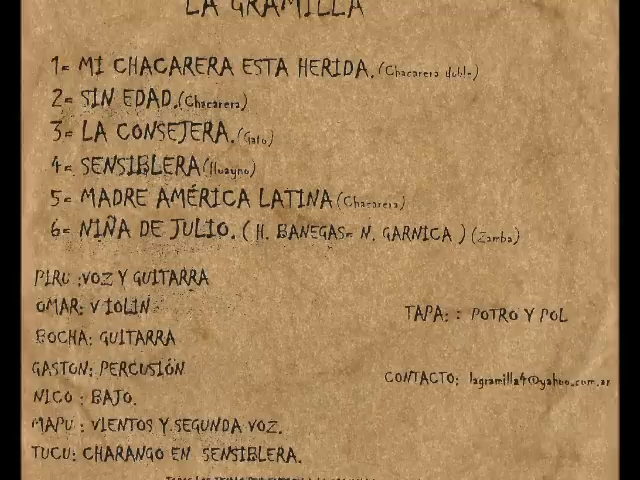 LA GRAMILLA
1= MI CHACARERA ESTA HERIDA.(Chacarera doble)
2= SIN EDAD.(Chacarera)
3= LA CONSEJERA.(Gato)
4= SENSIBLERA(Huayno)
5= MADRE AMÉRICA LATINA(Chacarera)
6= NIÑA DE JULIO. ( H. BANEGAS= N. GARNICA ) (Zamba)
PIRU :VOZ Y GUITARRA
OMAR: VIOLIN
BOCHA: GUITARRA
GASTON: PERCUSIÓN
NICO : BAJO.
MAPU : VIENTOS Y SEGUNDA VOZ.
TUCU: CHARANGO EN SENSIBLERA.
TAPA: : POTRO Y POL
CONTACTO: lagramilla4@yahoo.com.ar